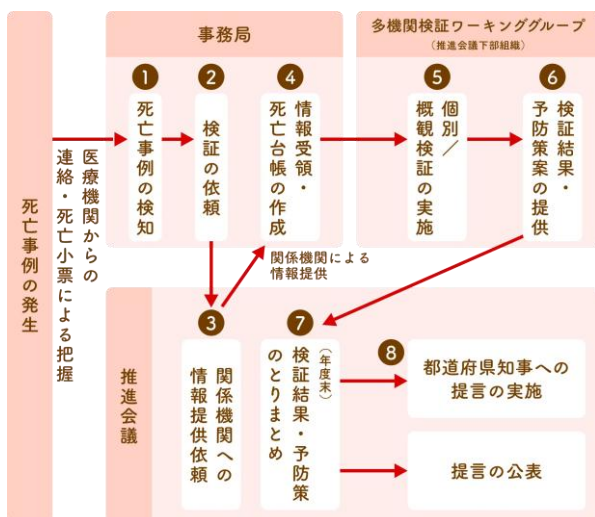 死亡事例の発生
医療機関からの
連絡・死亡小票による把握
事務局
1
死亡事例の検知
2
検証の依頼
4
情報受領・
死亡台帳の作成
関係機関による
情報提供
多機関検証ワーキンググループ
(推進会議下部組織)
5
個別/
概観検証の実施
6
検証結果・
予防策案の提供
推進会議
3
関係機関への
情報提供依頼
7
(年度末)
検証結果・予防策
のとりまとめ
8
都道府県知事への
提言の実施
提言の公表